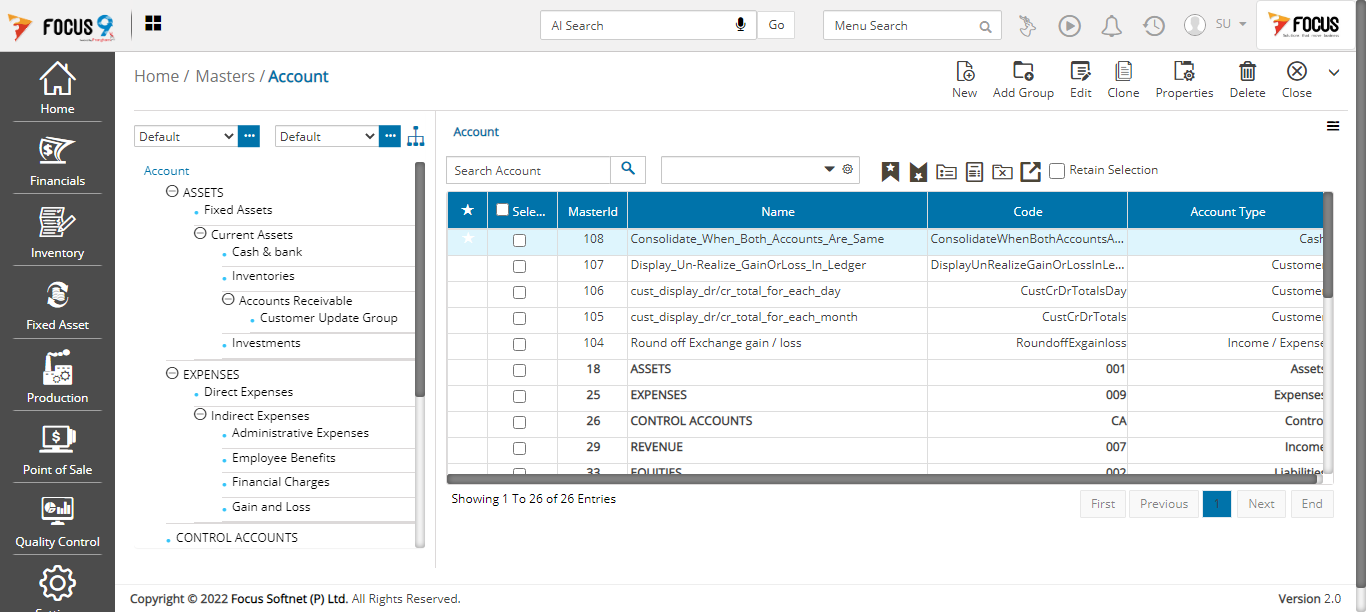 FOCUS 9
AI Search
Go
Menu Search
SU
FOCUS
Home
Financials
Inventory
Fixed Asset
Production
Point of Sale
Quality Control
Home / Masters / Account
New
Add Group
Edit
Clone
Properties
Delete
Close
Default
Default
Account
ASSETS
Fixed Assets
Current Assets
Cash & bank
Inventories
Accounts Receivable
Customer Update Group
Investments
EXPENSES
Direct Expenses
Indirect Expenses
Administrative Expenses
Employee Benefits
Financial Charges
Gain and Loss
CONTROL ACCOUNTS
Account
Search Account
Retain Selection
Sele... MasterId Name Code Account Type
108 Consolidate_When_Both_Accounts_Are_Same ConsolidateWhenBothAccountsA... Cash
107 Display_Un-Realize_GainOrLoss_In_Ledger DisplayUnRealizeGainOrLossInLe... Customer
106 cust_display_dr/cr_total_for_each_day CustCrDrTotalsDay Customer
105 cust_display_dr/cr_total_for_each_month CustCrDrTotals Customer
104 Round off Exchange gain / loss RoundoffExgainloss Income / Expense
18 ASSETS 001 Assets
25 EXPENSES 009 Expenses
26 CONTROL ACCOUNTS CA Contro
29 REVENUE 007 Income
33 EQUITIES 002 Liabilities
Showing 1 To 26 of 26 Entries
First
Previous
1
Next
End
Copyright © 2022 Focus Softnet (P) Ltd. All Rights Reserved.
Version 2.0